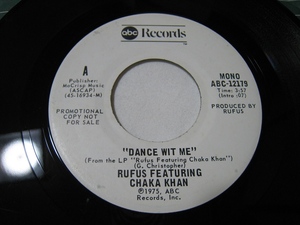 abc Records
A
MONO
ABC-12179
Publisher:
McCrisp Music
(ASCAP)
(45-16934-M)
Time: 3:57
(Intro :07)
PROMOTIONAL
COPY NOT
FOR SALE
PRODUCED BY
RUFUS
"DANCE WIT ME"
(From the LP "Rufus Featuring Chaka Khan")
(G. Christopher)
RUFUS FEATURING
CHAKA KHAN
℗1975, ABC
Records, Inc.